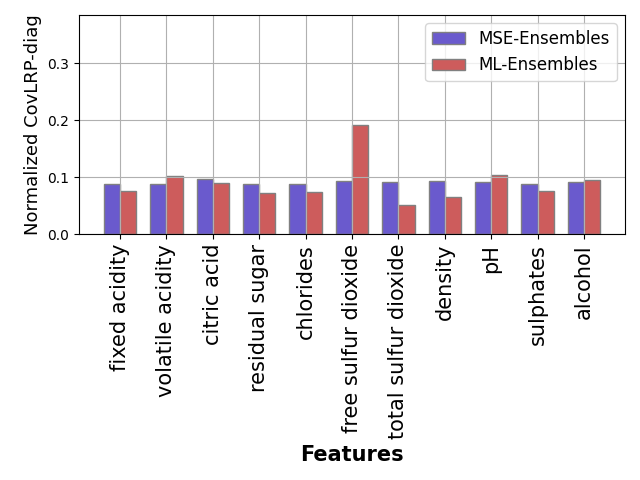 Normalized CovLRP-diag
0.3
0.2
0.1
0.0
MSE-Ensembles
ML-Ensembles
fixed acidity
volatile acidity
citric acid
residual sugar
chlorides
free sulfur dioxide
total sulfur dioxide
density
pH
sulphates
alcohol
Features